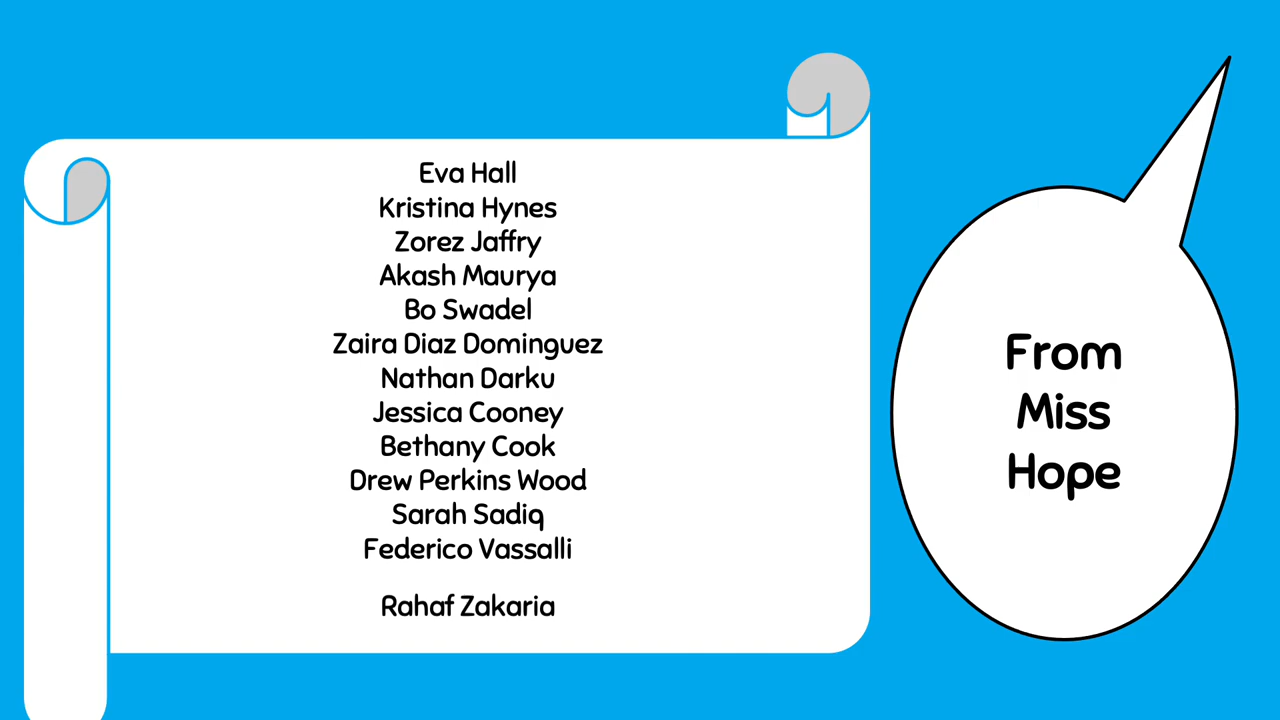 Eva Hall
Kristina Hynes
Zorez Jaffry
Akash Maurya
Bo Swadel
Zaira Diaz Dominguez
Nathan Darku
Jessica Cooney
Bethany Cook
Drew Perkins Wood
Sarah Sadiq
Federico Vassalli
Rahaf Zakaria
From
Miss
Hope